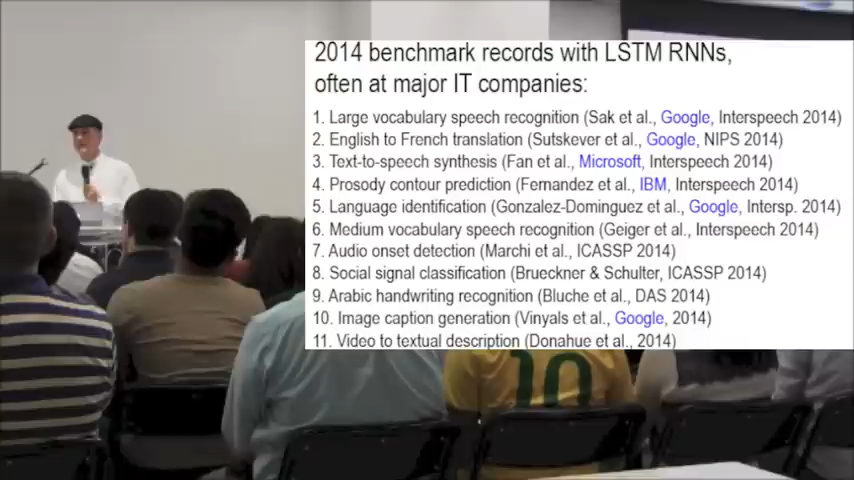 2014 benchmark records with LSTM RNNs,
often at major IT companies:
1. Large vocabulary speech recognition (Sak et al., Google, Interspeech 2014)
2. English to French translation (Sutskever et al., Google, NIPS 2014)
3. Text-to-speech synthesis (Fan et al., Microsoft, Interspeech 2014)
4. Prosody contour prediction (Fernandez et al., IBM, Interspeech 2014)
5. Language identification (Gonzalez-Dominguez et al., Google, Intersp. 2014)
6. Medium vocabulary speech recognition (Geiger et al., Interspeech 2014)
7. Audio onset detection (Marchi et al., ICASSP 2014)
8. Social signal classification (Brueckner & Schulter, ICASSP 2014)
9. Arabic handwriting recognition (Bluche et al., DAS 2014)
10. Image caption generation (Vinyals et al., Google, 2014)
11. Video to textual description (Donahue et al., 2014)
10